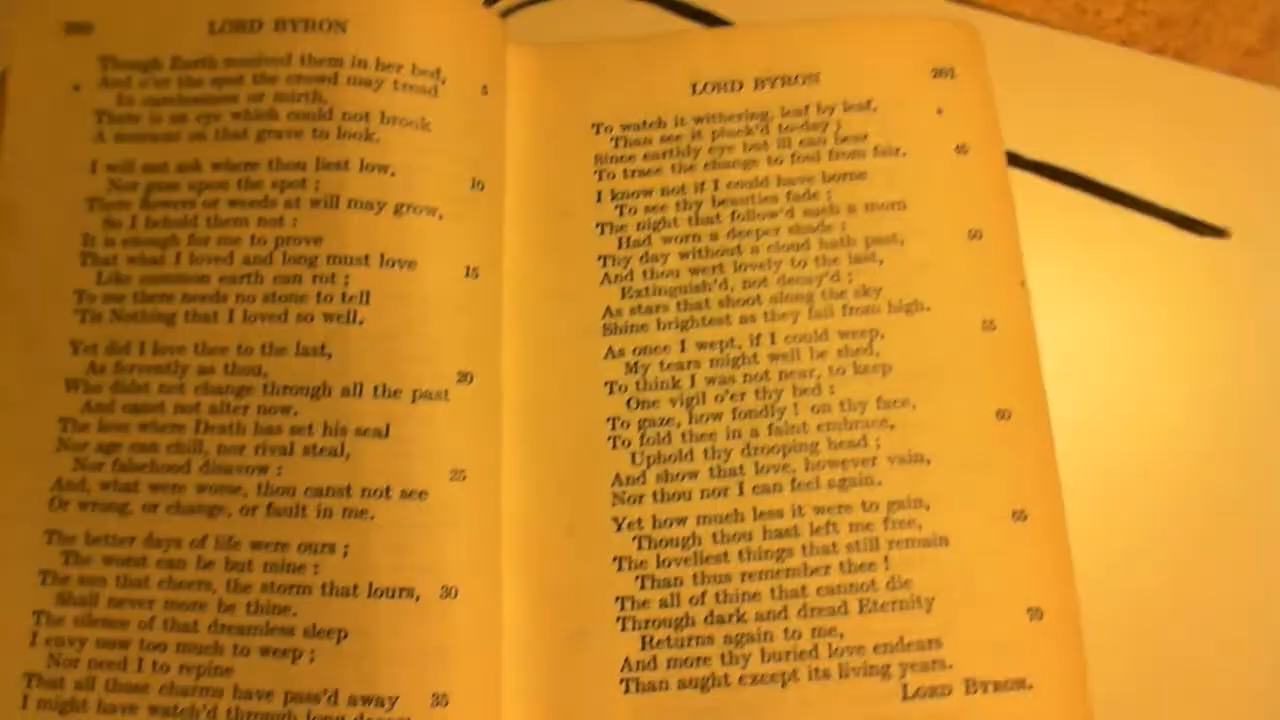 LORD BYRON
Though Earth received them in her bed,
And o'er the spot the crowd may tread 5
In carelessness or mirth,
There is an eye which could not brook
A moment on that grave to look.
I will not ask where thou liest low,
Nor gaze upon the spot ; 10
There flowers or weeds at will may grow,
So I behold them not :
It is enough for me to prove
That what I loved and long must love
Like common earth can rot ; 15
To me there needs no stone to tell
'Tis Nothing that I loved so well.
Yet did I love thee to the last,
As fervently as thou,
Who didst not change through all the past 20
And canst not alter now.
The love where Death has set his seal
Nor age can chill, nor rival steal,
Nor falsehood disavow :
And, what were worse, thou canst not see 25
Or wrong, or change, or fault in me.
The better days of life were ours ;
The worst can be but mine :
The sun that cheers, the storm that lours, 30
Shall never more be thine.
The silence of that dreamless sleep
I envy now too much to weep ;
Nor need I to repine
That all those charms have pass'd away 35
I might have watch'd through long
LORD BYRON 261
To watch it withering, leaf by leaf,
Than see it pluck'd to-day ;
Since earthly eye but ill can bear
To trace the change to foul from fair. 45
I know not if I could have borne
To see thy beauties fade ;
The night that follow'd such a morn
Had worn a deeper shade :
Thy day without a cloud hath past, 50
And thou wert lovely to the last,
Extinguish'd, not decay'd ;
As stars that shoot along the sky
Shine brightest as they fall from high.
As once I wept, if I could weep, 55
My tears might well be shed,
To think I was not near, to keep
One vigil o'er thy bed :
To gaze, how fondly ! on thy face,
To fold thee in a faint embrace, 60
Uphold thy drooping head ;
And show that love, however vain,
Nor thou nor I can feel again.
Yet how much less it were to gain,
Though thou hast left me free, 65
The loveliest things that still remain
Than thus remember thee !
The all of thine that cannot die
Through dark and dread Eternity
Returns again to me, 70
And more thy buried love endears
Than aught except its living years.
LORD BYRON.